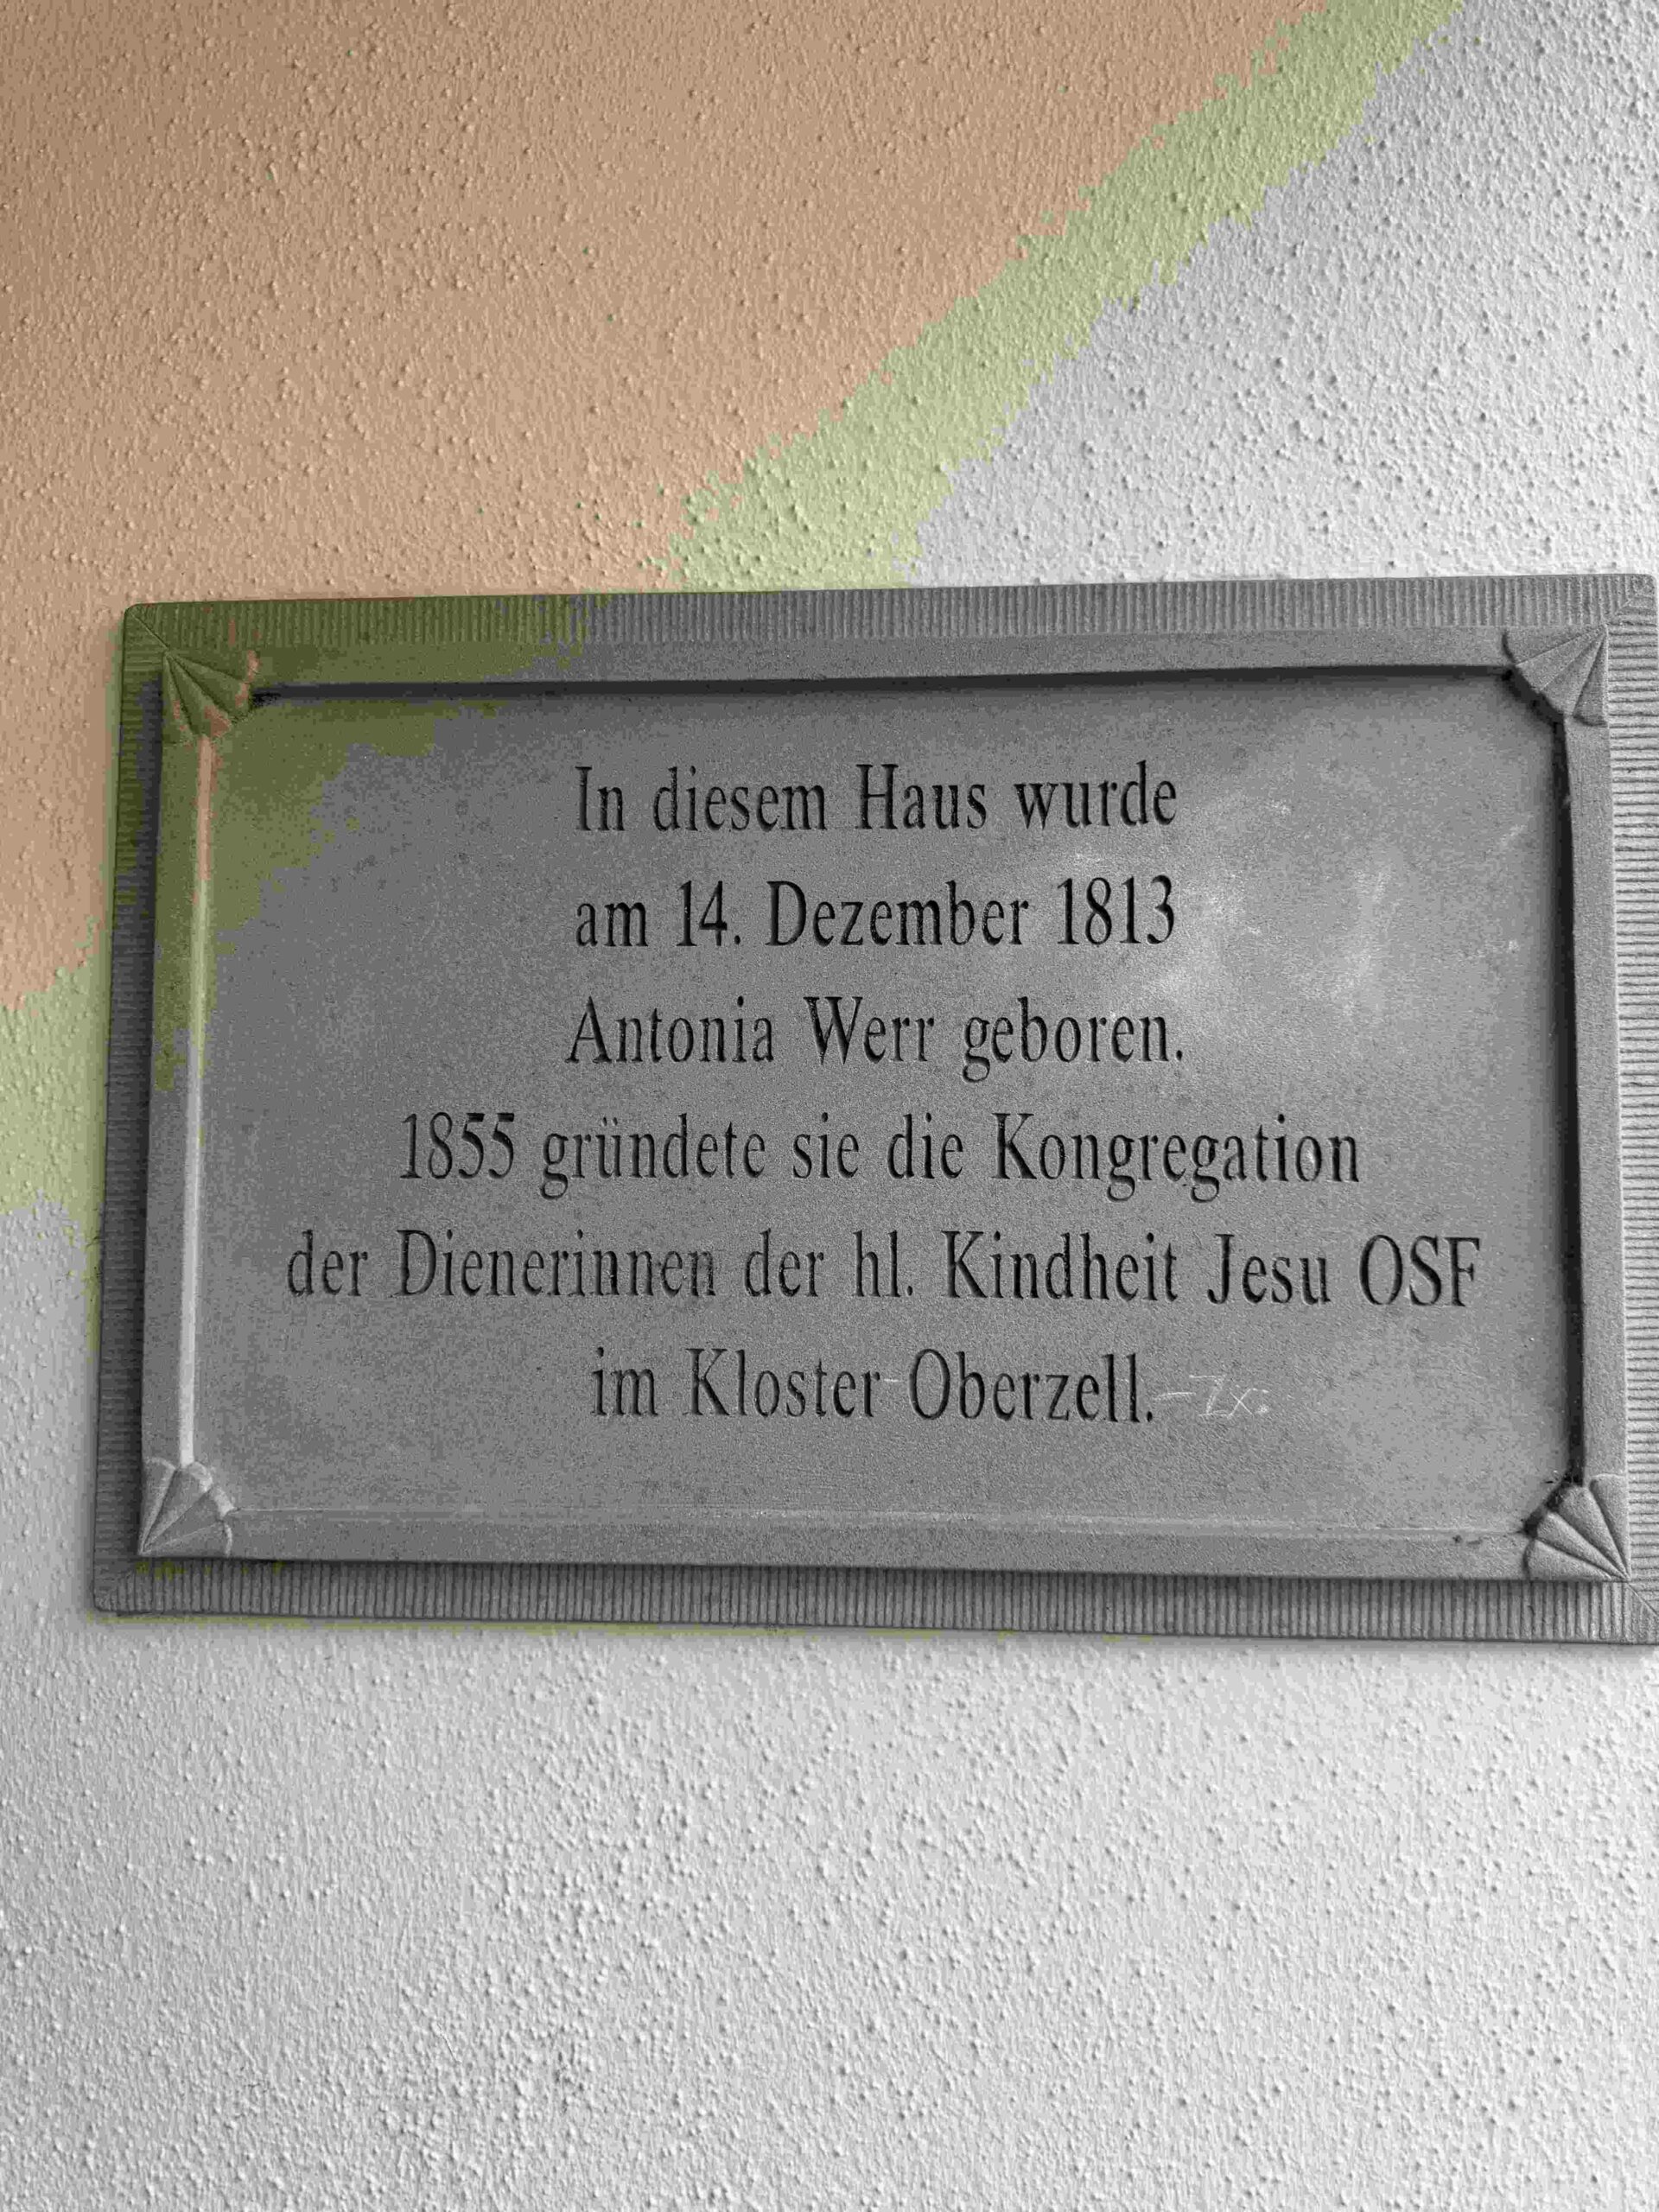 In diesem Haus wurde
am 14. Dezember 1813
Antonia Werr geboren.
1855 gründete sie die Kongregation
der Dienerinnen der hl. Kindheit Jesu OSF
im Kloster Oberzell.